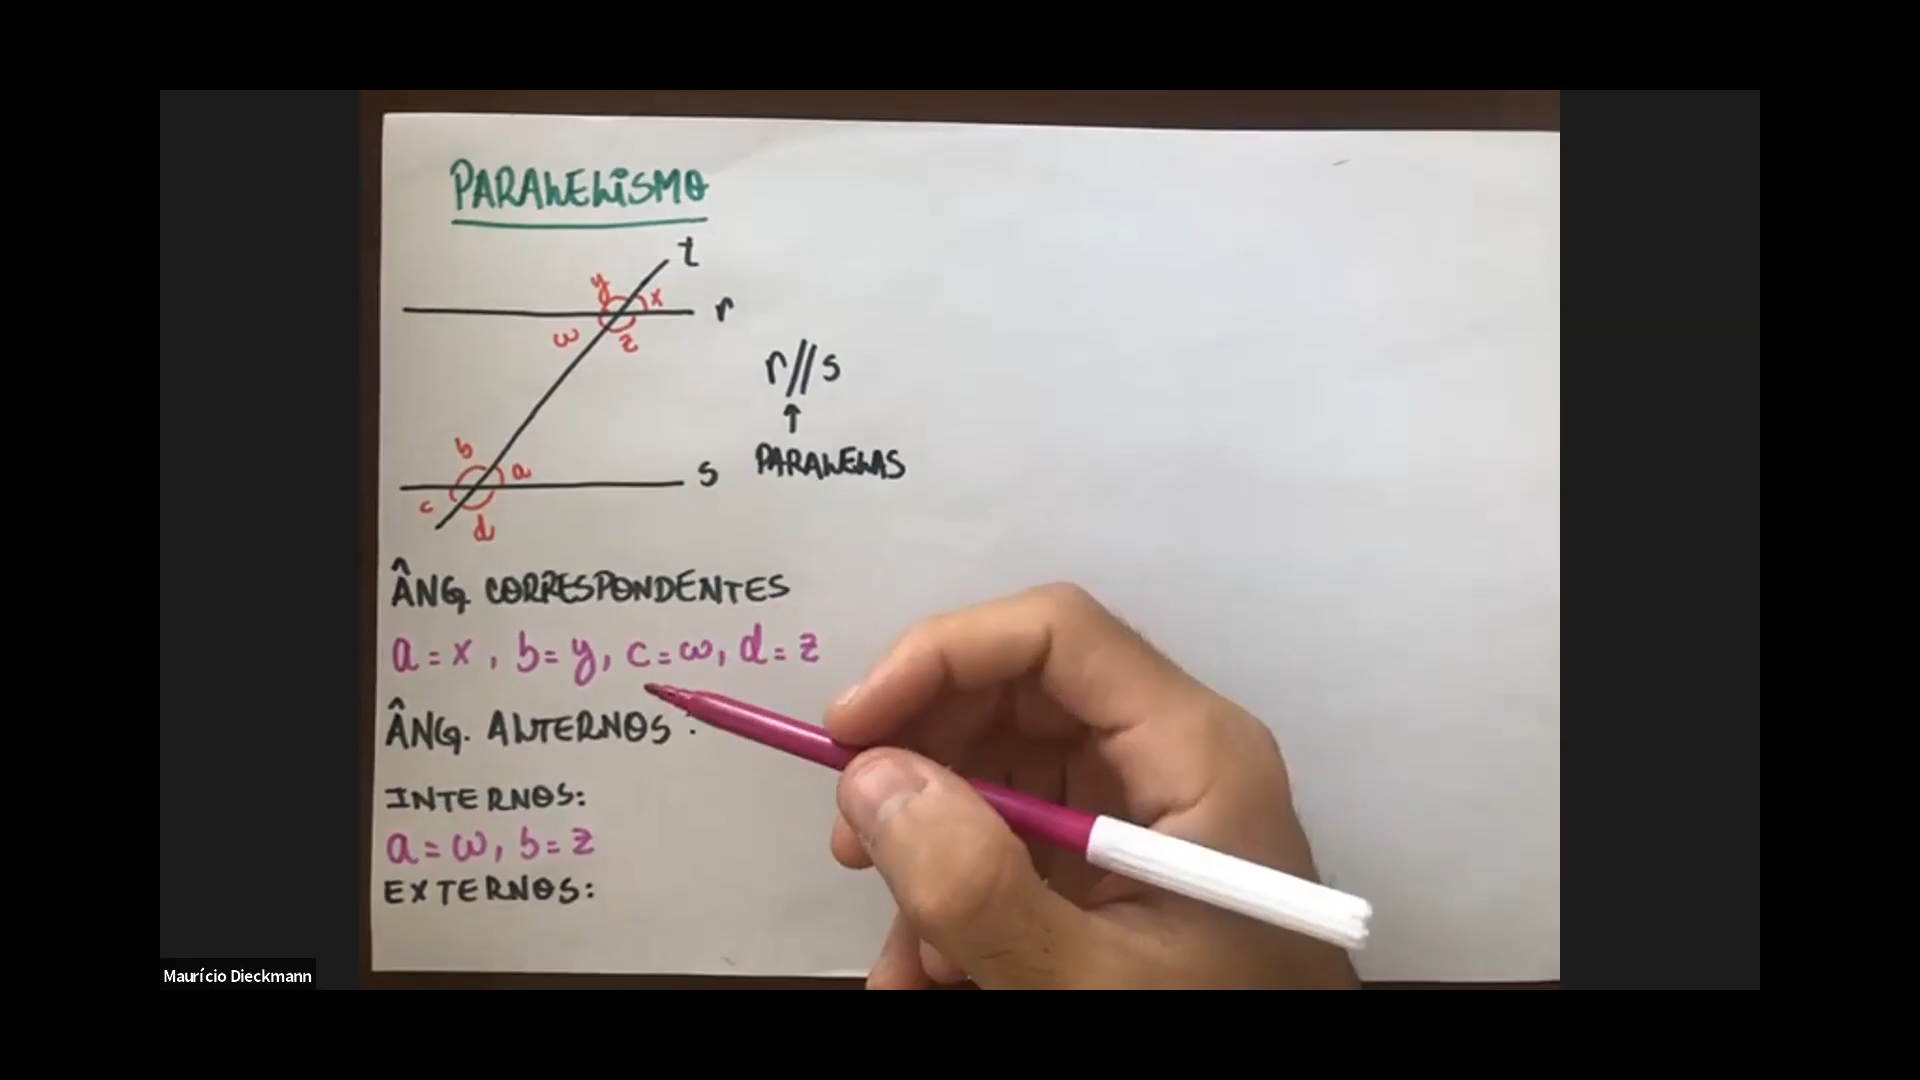 PARALELISMO
t
y x
r
w z
r//s
↑
PARALELAS
b a
s
c
d
ÂNG. CORRESPONDENTES
a = x, b = y, c = w, d = z
ÂNG. ALTERNOS:
INTERNOS:
a = w, b = z
EXTERNOS:
Maurício Dieckmann